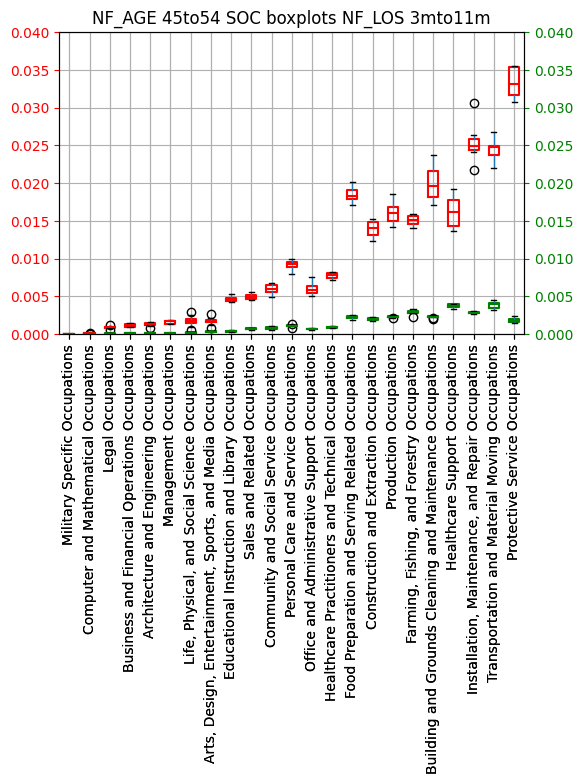 NF_AGE 45to54 SOC boxplots NF_LOS 3mto11m
0.040
0.035
0.030
0.025
0.020
0.015
0.010
0.005
0.000
0.040
0.035
0.030
0.025
0.020
0.015
0.010
0.005
0.000
Military Specific Occupations
Computer and Mathematical Occupations
Legal Occupations
Business and Financial Operations Occupations
Architecture and Engineering Occupations
Management Occupations
Life, Physical, and Social Science Occupations
Arts, Design, Entertainment, Sports, and Media Occupations
Educational Instruction and Library Occupations
Sales and Related Occupations
Community and Social Service Occupations
Personal Care and Service Occupations
Office and Administrative Support Occupations
Healthcare Practitioners and Technical Occupations
Food Preparation and Serving Related Occupations
Construction and Extraction Occupations
Production Occupations
Farming, Fishing, and Forestry Occupations
Building and Grounds Cleaning and Maintenance Occupations
Healthcare Support Occupations
Installation, Maintenance, and Repair Occupations
Transportation and Material Moving Occupations
Protective Service Occupations